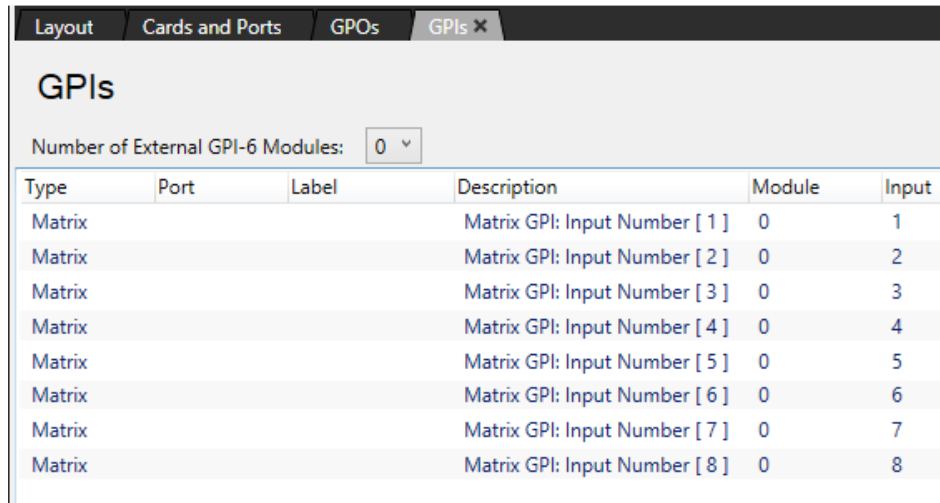 Layout Cards and Ports GPOs GPIs ×
GPIs
Number of External GPI-6 Modules: 0
Type Port Label Description Module Input
Matrix Matrix GPI: Input Number [ 1 ] 0 1
Matrix Matrix GPI: Input Number [ 2 ] 0 2
Matrix Matrix GPI: Input Number [ 3 ] 0 3
Matrix Matrix GPI: Input Number [ 4 ] 0 4
Matrix Matrix GPI: Input Number [ 5 ] 0 5
Matrix Matrix GPI: Input Number [ 6 ] 0 6
Matrix Matrix GPI: Input Number [ 7 ] 0 7
Matrix Matrix GPI: Input Number [ 8 ] 0 8